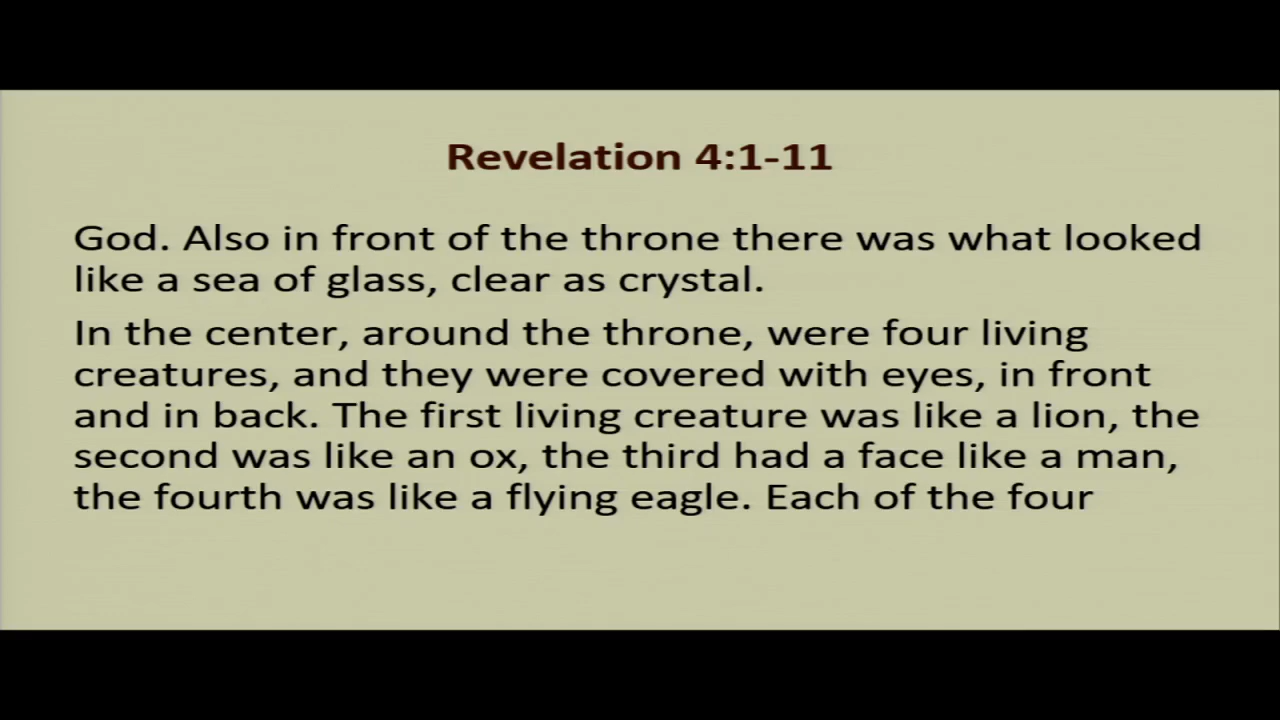 Revelation 4:1-11
God. Also in front of the throne there was what looked
like a sea of glass, clear as crystal.
In the center, around the throne, were four living
creatures, and they were covered with eyes, in front
and in back. The first living creature was like a lion, the
second was like an ox, the third had a face like a man,
the fourth was like a flying eagle. Each of the four